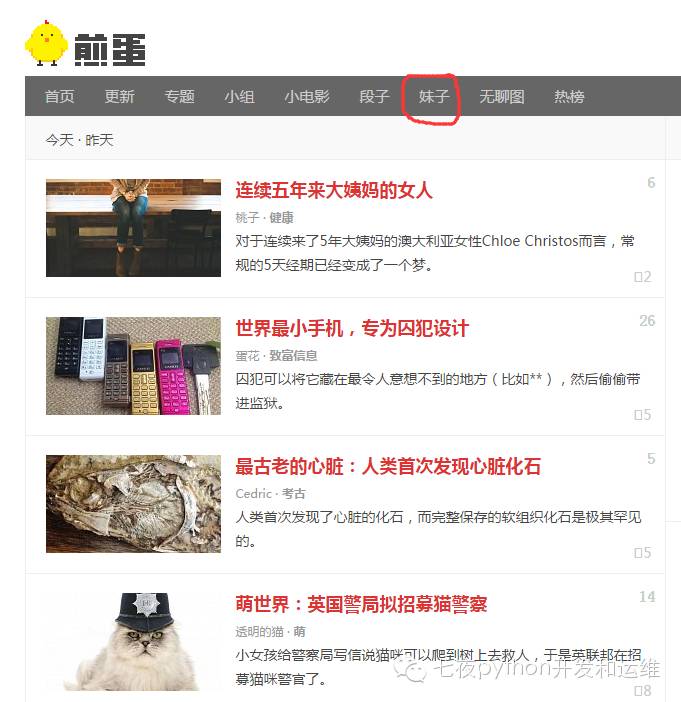 煎蛋
首页 更新 专题 小组 小电影 段子 妹子 无聊图 热榜
今天 · 昨天
连续五年来大姨妈的女人
6
桃子 · 健康
对于连续来了5年大姨妈的澳大利亚女性Chloe Christos而言，常
规的5天经期已经变成了一个梦。
2
世界最小手机，专为囚犯设计
26
蛋花 · 致富信息
囚犯可以将它藏在最令人意想不到的地方（比如**），然后偷偷带
进监狱。
5
最古老的心脏：人类首次发现心脏化石
5
Cedric · 考古
人类首次发现了心脏的化石，而完整保存的软组织化石是极其罕见
的。
5
萌世界：英国警局拟招募猫警察
14
透明的猫 · 萌
小女孩给警察局写信说猫咪可以爬到树上去救人，于是英联邦在招
募猫咪警官了。
七夜python开发和运维
8